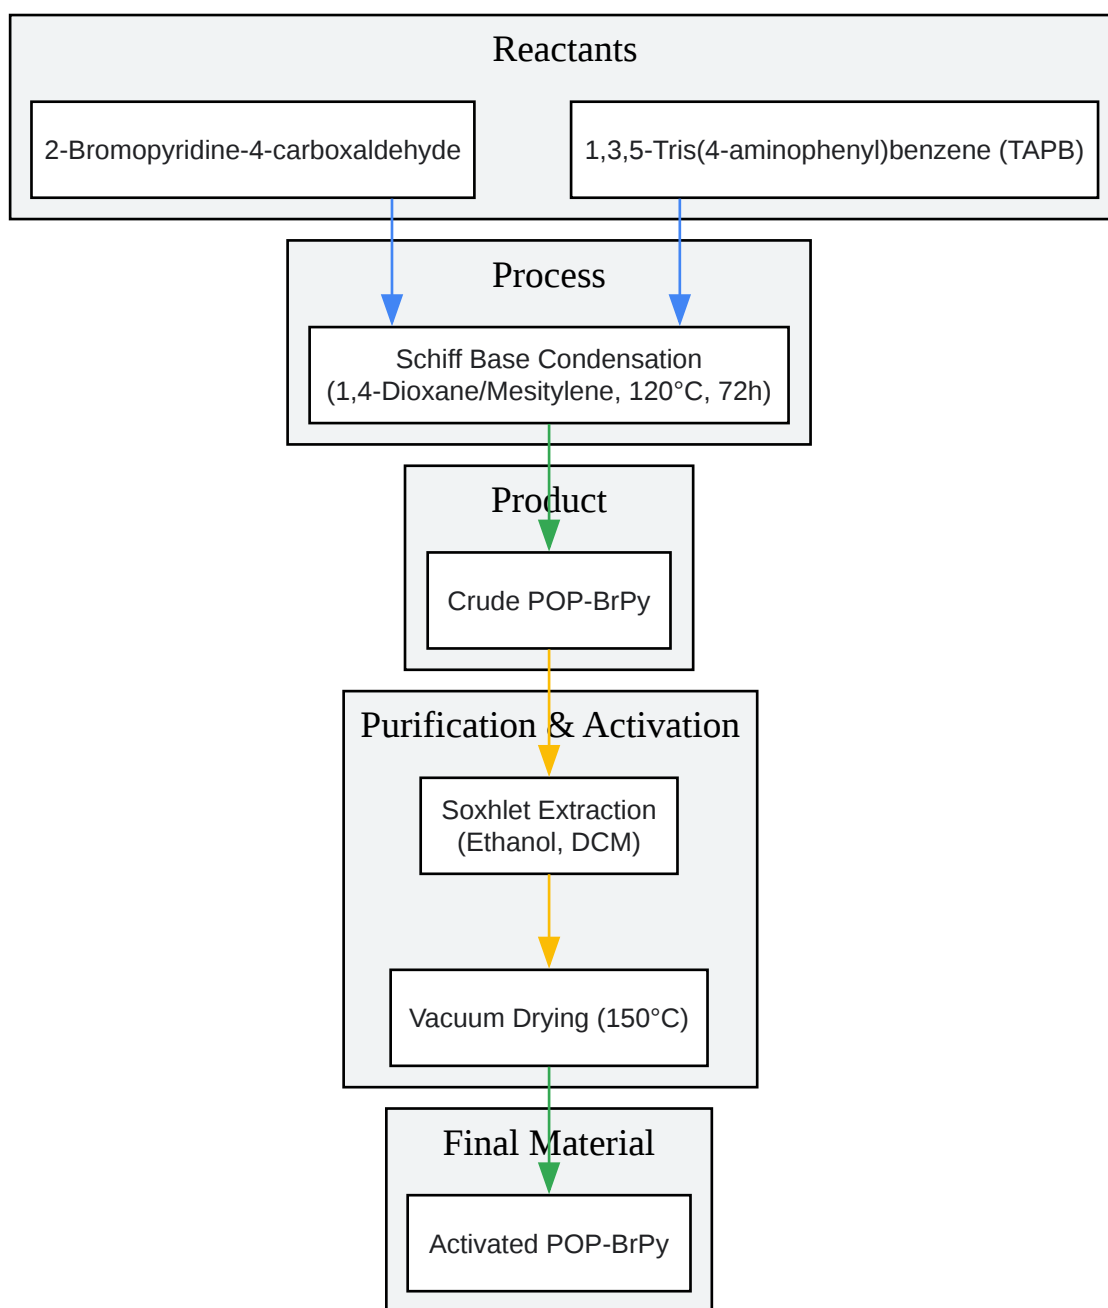 Reactants
2-Bromopyridine-4-carboxaldehyde
1,3,5-Tris(4-aminophenyl)benzene (TAPB)
Process
Schiff Base Condensation
(1,4-Dioxane/Mesitylene, 120°C, 72h)
Product
Crude POP-BrPy
Purification & Activation
Soxhlet Extraction
(Ethanol, DCM)
Vacuum Drying (150°C)
Final Material
Activated POP-BrPy